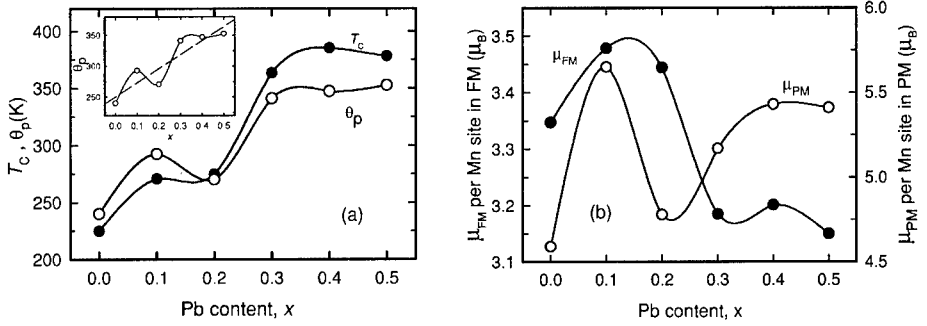 T_C, θ_p(K)
400
375
350
325
300
275
250
225
200
θ_p
350
300
250
0.0 0.1 0.2 0.3 0.4 0.5
x
T_C
θ_p
(a)
0.0 0.1 0.2 0.3 0.4 0.5
Pb content, x
μ_FM per Mn site in FM (μ_B)
3.5
3.4
3.3
3.2
3.1
μ_FM
μ_PM
(b)
0.0 0.1 0.2 0.3 0.4 0.5
Pb content, x
6.0
5.5
5.0
4.5
μ_PM per Mn site in PM (μ_B)